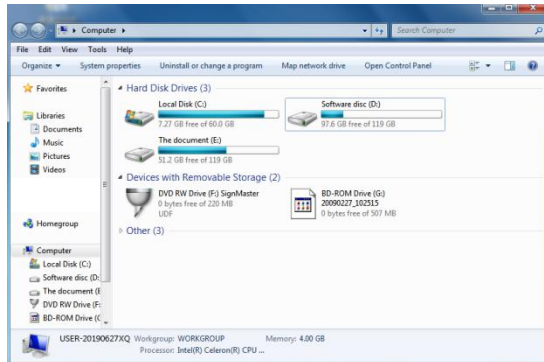 Computer
Search Computer
File Edit View Tools Help
Organize System properties Uninstall or change a program Map network drive Open Control Panel
Favorites
Libraries
Documents
Music
Pictures
Videos
Homegroup
Computer
Local Disk (C:)
Software disc (D:
The document (E
DVD RW Drive (F:
BD-ROM Drive (G
Hard Disk Drives (3)
Local Disk (C:)
7.27 GB free of 60.0 GB
Software disc (D:)
97.6 GB free of 119 GB
The document (E:)
51.2 GB free of 119 GB
Devices with Removable Storage (2)
DVD RW Drive (F:) SignMaster
0 bytes free of 220 MB
UDF
BD-ROM Drive (G:)
20090227_102515
0 bytes free of 507 MB
Other (3)
USER-20190627XQ Workgroup: WORKGROUP Memory: 4.00 GB
Processor: Intel(R) Celeron(R) CPU ...